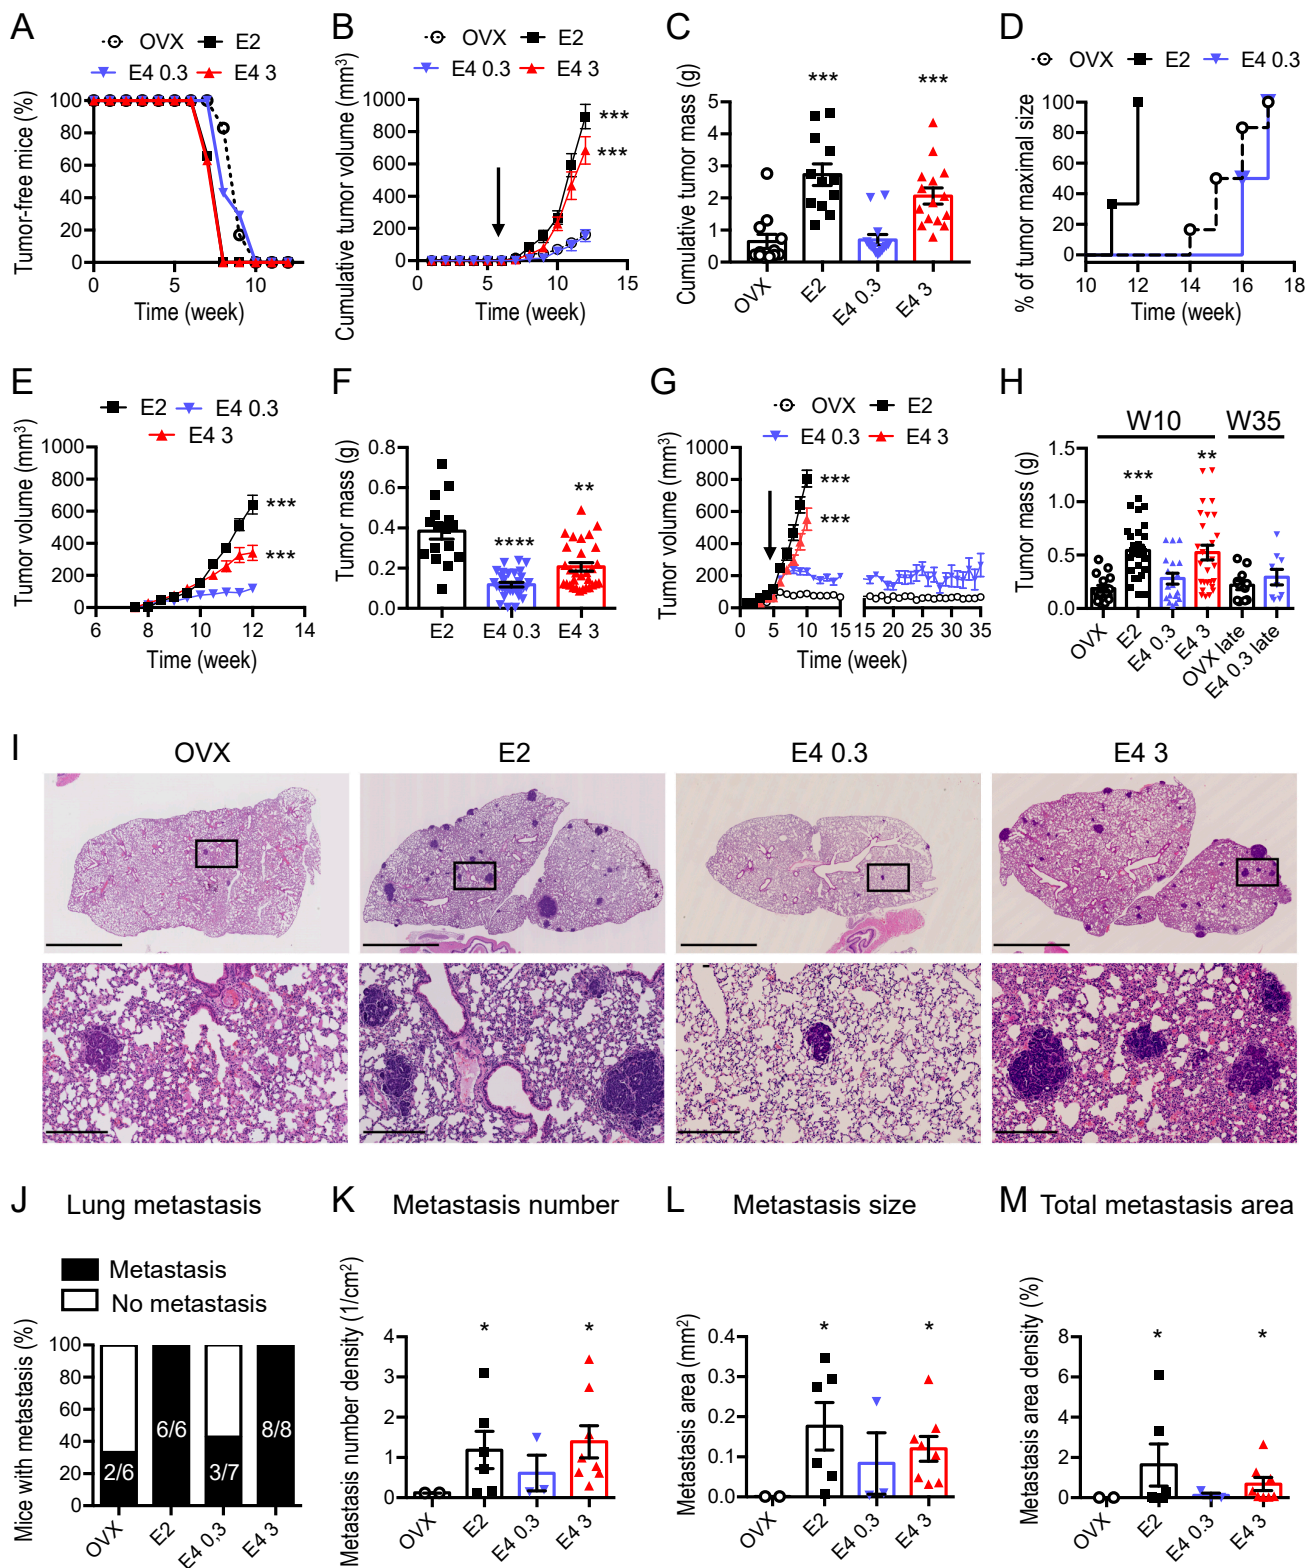 A
OVX
E2
E4 0.3
E4 3
Tumor-free mice (%)
100
80
60
40
20
0
0
5
10
Time (week)
B
OVX
E2
E4 0.3
E4 3
Cumulative tumor volume (mm³)
1000
800
600
400
200
0
***
***
0
5
10
15
Time (week)
C
Cumulative tumor mass (g)
5
4
3
2
1
0
***
***
OVX
E2
E4 0.3
E4 3
D
OVX
E2
E4 0.3
% of tumor maximal size
100
80
60
40
20
0
10
12
14
16
18
Time (week)
E
E2
E4 0.3
E4 3
Tumor volume (mm³)
1000
800
600
400
200
0
***
***
6
8
10
12
14
Time (week)
F
Tumor mass (g)
0.8
0.6
0.4
0.2
0.0
****
**
E2
E4 0.3
E4 3
G
OVX
E2
E4 0.3
E4 3
Tumor volume (mm³)
1000
800
600
400
200
0
***
***
0
5
10
15
15
20
25
30
35
Time (week)
H
W10
W35
Tumor mass (g)
1.5
1.0
0.5
0.0
***
**
OVX
E2
E4 0.3
E4 3
OVX late
E4 0.3 late
I
OVX
E2
E4 0.3
E4 3
J
Lung metastasis
Metastasis
No metastasis
Mice with metastasis (%)
100
80
60
40
20
0
2/6
6/6
3/7
8/8
OVX
E2
E4 0,3
E4 3
K
Metastasis number
Metastasis number density (1/cm²)
4
3
2
1
0
*
*
OVX
E2
E4 0.3
E4 3
L
Metastasis size
Metastasis area (mm²)
0.4
0.3
0.2
0.1
0.0
*
*
OVX
E2
E4 0.3
E4 3
M
Total metastasis area
Metastasis area density (%)
8
6
4
2
0
*
*
OVX
E2
E4 0.3
E4 3